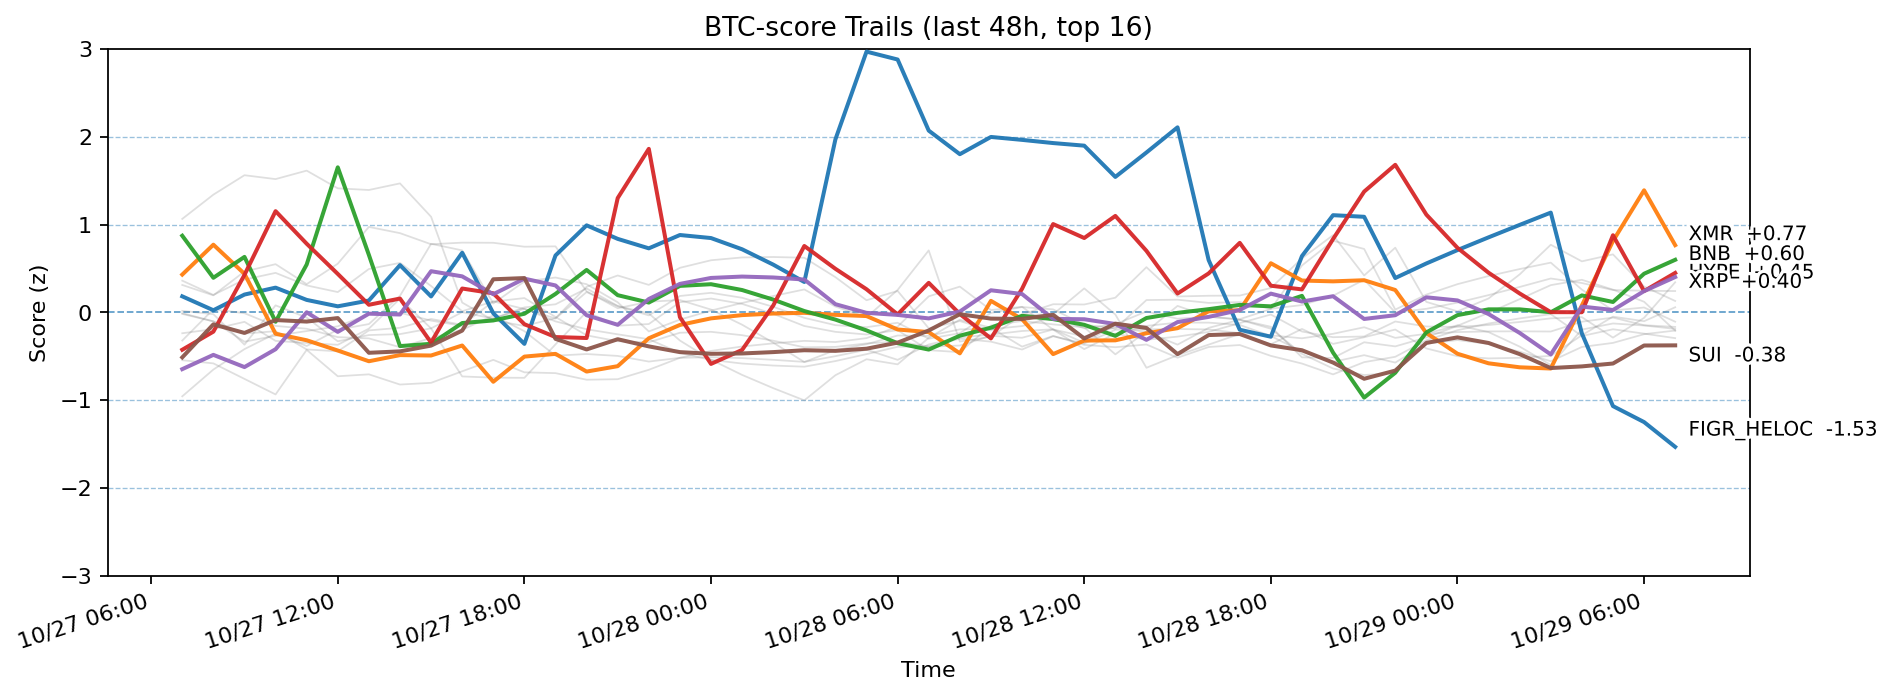 BTC-score Trails (last 48h, top 16)
Score (z)
3
2
1
0
−1
−2
−3
XMR +0.77
BNB +0.60
HYPE +0.45
XRP +0.40
SUI -0.38
FIGR_HELOC -1.53
10/27 06:00
10/27 12:00
10/27 18:00
10/28 00:00
10/28 06:00
10/28 12:00
10/28 18:00
10/29 00:00
10/29 06:00
Time